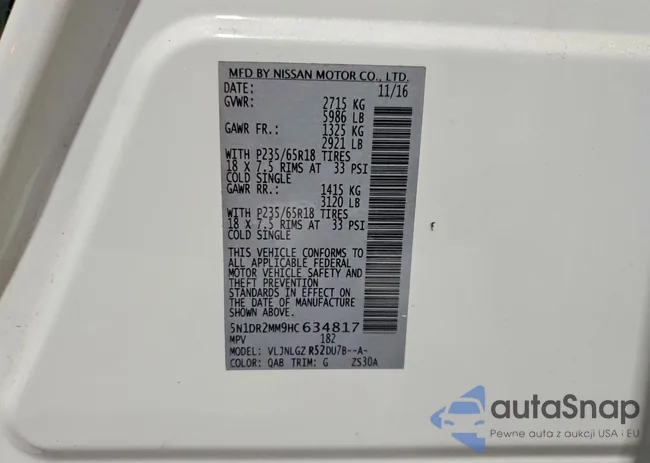 MFD BY NISSAN MOTOR CO., LTD.
DATE: 11/16
GVWR: 2715 KG
5986 LB
GAWR FR.: 1325 KG
2921 LB
WITH P235/65R18 TIRES
18 X 7.5 RIMS AT 33 PSI
COLD SINGLE
GAWR RR.: 1415 KG
3120 LB
WITH P235/65R18 TIRES
18 X 7.5 RIMS AT 33 PSI
COLD SINGLE
THIS VEHICLE CONFORMS TO
ALL APPLICABLE FEDERAL
MOTOR VEHICLE SAFETY AND
THEFT PREVENTION
STANDARDS IN EFFECT ON
THE DATE OF MANUFACTURE
SHOWN ABOVE.
5N1DR2MM9HC634817
MPV 182
MODEL: VLJNLGZ R52DU7B--A-
COLOR: QAB TRIM: G ZS30A
autaSnap
Pewne auta z aukcji USA i EU